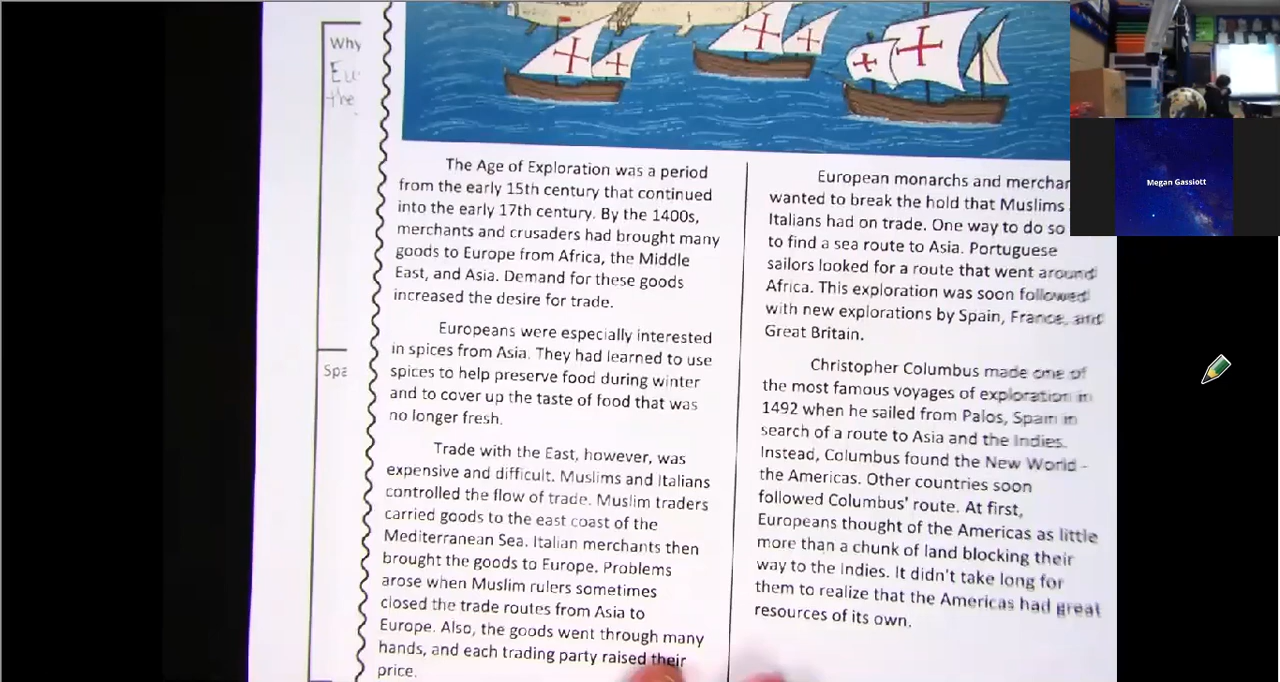 Why
Eu
the
Spa
The Age of Exploration was a period
from the early 15th century that continued
into the early 17th century. By the 1400s,
merchants and crusaders had brought many
goods to Europe from Africa, the Middle
East, and Asia. Demand for these goods
increased the desire for trade.
Europeans were especially interested
in spices from Asia. They had learned to use
spices to help preserve food during winter
and to cover up the taste of food that was
no longer fresh.
Trade with the East, however, was
expensive and difficult. Muslims and Italians
controlled the flow of trade. Muslim traders
carried goods to the east coast of the
Mediterranean Sea. Italian merchants then
brought the goods to Europe. Problems
arose when Muslim rulers sometimes
closed the trade routes from Asia to
Europe. Also, the goods went through many
hands, and each trading party raised their
price.
European monarchs and merchan
wanted to break the hold that Muslims
Italians had on trade. One way to do so
to find a sea route to Asia. Portuguese
sailors looked for a route that went around
Africa. This exploration was soon followed
with new explorations by Spain, France, and
Great Britain.
Christopher Columbus made one of
the most famous voyages of exploration in
1492 when he sailed from Palos, Spain in
search of a route to Asia and the Indies.
Instead, Columbus found the New World -
the Americas. Other countries soon
followed Columbus' route. At first,
Europeans thought of the Americas as little
more than a chunk of land blocking their
way to the Indies. It didn't take long for
them to realize that the Americas had great
resources of its own.
Megan Gassiott